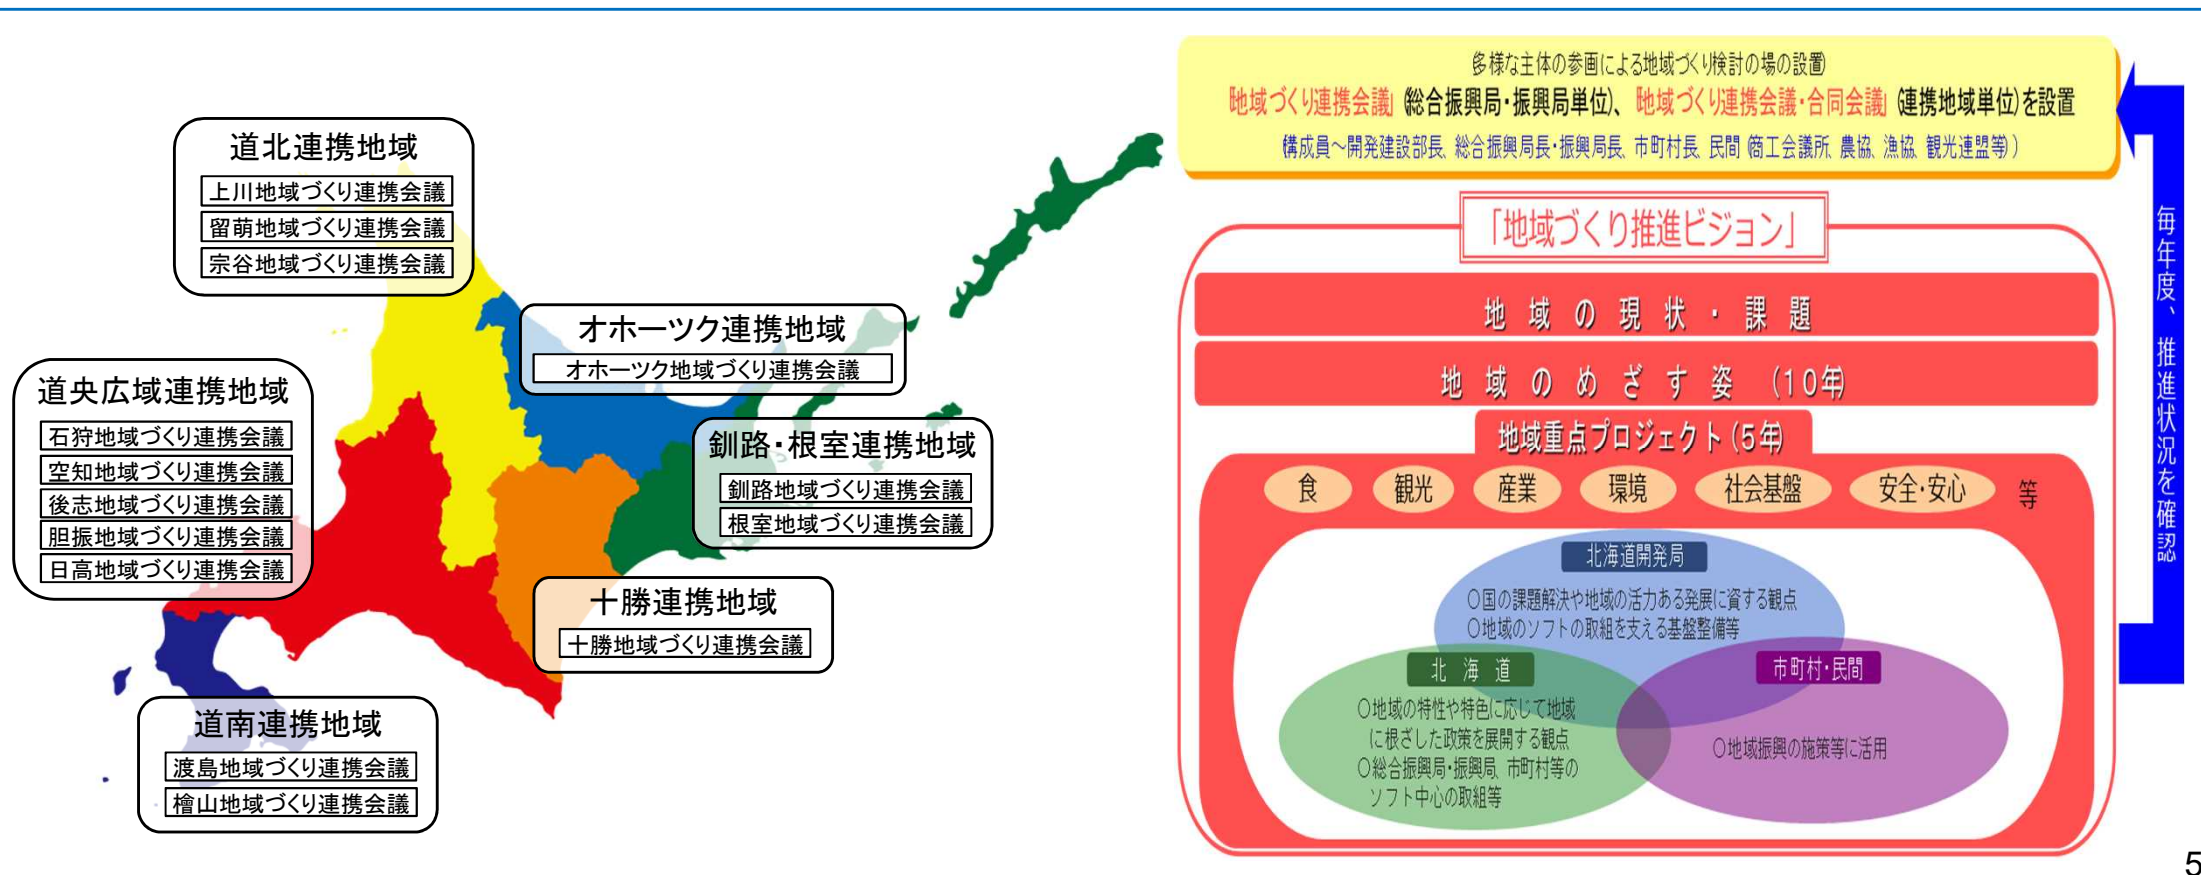 道北連携地域
上川地域づくり連携会議
留萌地域づくり連携会議
宗谷地域づくり連携会議
オホーツク連携地域
オホーツク地域づくり連携会議
道央広域連携地域
石狩地域づくり連携会議
空知地域づくり連携会議
後志地域づくり連携会議
胆振地域づくり連携会議
日高地域づくり連携会議
釧路・根室連携地域
釧路地域づくり連携会議
根室地域づくり連携会議
十勝連携地域
十勝地域づくり連携会議
道南連携地域
渡島地域づくり連携会議
檜山地域づくり連携会議
多様な主体の参画による地域づくり検討の場の設置
「地域づくり連携会議」(総合振興局・振興局単位)、「地域づくり連携会議・合同会議」(連携地域単位)を設置
(構成員～開発建設部長、総合振興局長・振興局長、市町村長、民間(商工会議所、農協、漁協、観光連盟等))
「地域づくり推進ビジョン」
地域の現状・課題
地域のめざす姿 (10年)
地域重点プロジェクト(5年)
食 観光 産業 環境 社会基盤 安全・安心 等
北海道開発局
○国の課題解決や地域の活力ある発展に資する観点
○地域のソフトの取組を支える基盤整備等
北海道
○地域の特性や特色に応じて地域
に根ざした政策を展開する観点
○総合振興局・振興局、市町村等の
ソフト中心の取組等
市町村・民間
○地域振興の施策等に活用
毎年度、推進状況を確認
5